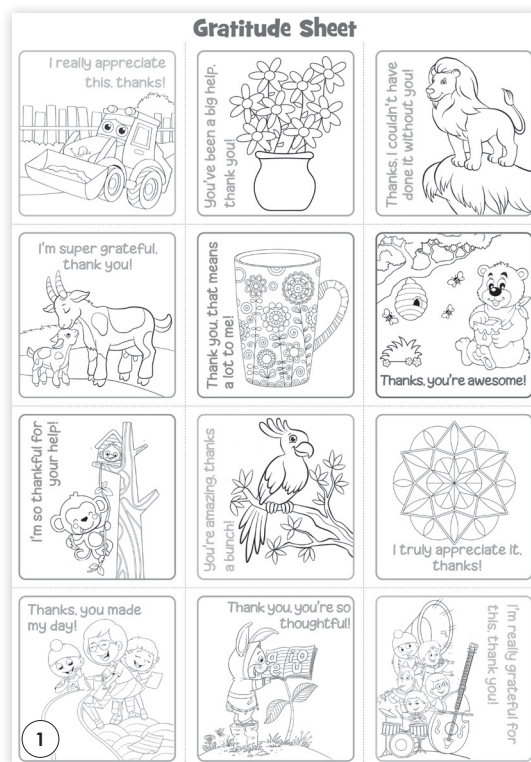 Gratitude Sheet
I really appreciate
this, thanks!
You've been a big help,
thank you!
Thanks, I couldn't have
done it without you!
I'm super grateful,
thank you!
Thank you, that means
a lot to me!
Thanks, you're awesome!
I'm so thankful for
your help!
You're amazing, thanks
a bunch!
I truly appreciate it,
thanks!
Thanks, you made
my day!
Thank you, you're so
thoughtful!
I'm really grateful for
this, thank you!
1